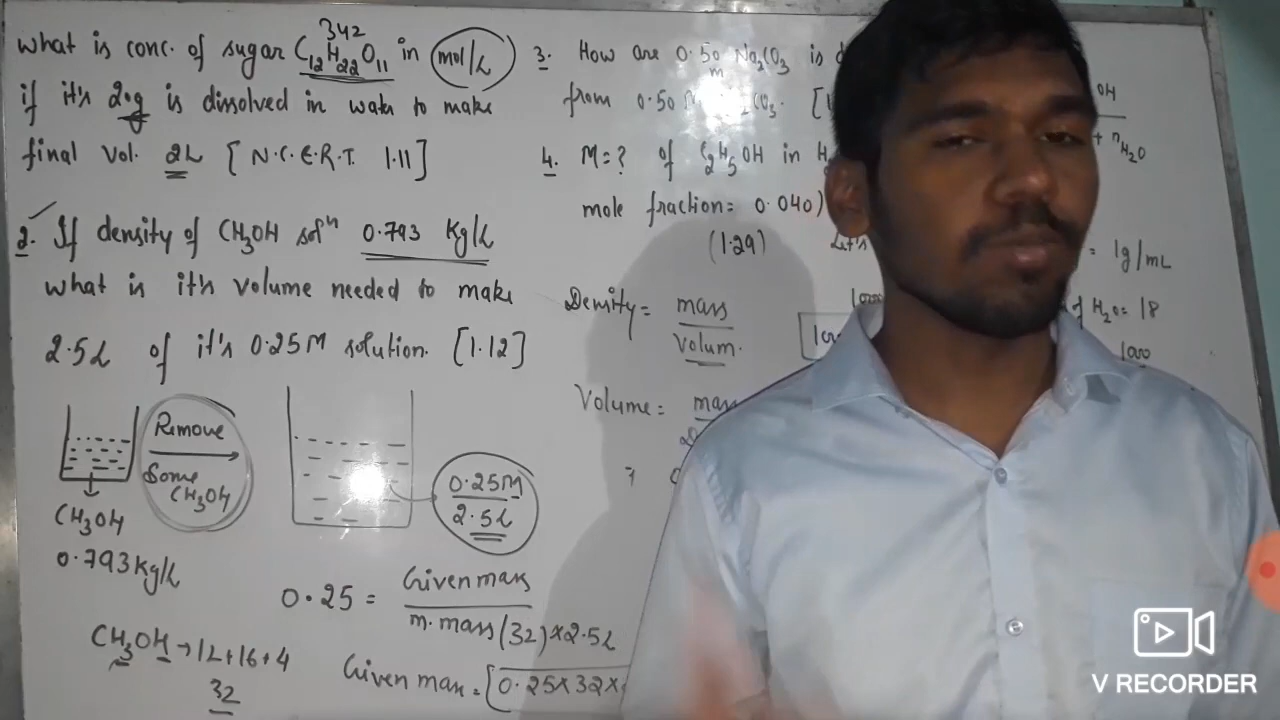 What is conc. of sugar C12H22O11 in mol/L
342
if it's 20g is dissolved in water to make
final vol. 2L [N.C.E.R.T. 1.11]
2. If density of CH3OH solⁿ 0.793 Kg/L
what is it's volume needed to make
2.5L of it's 0.25M solution. [1.12]
Remove
Some
CH3OH
CH3OH
0.793 Kg/L
0.25M
2.5L
0.25 = Given mass
m. mass(32)×2.5L
CH3OH → 12+16+4
32
Given mass = [0.25×32×
3. How are 0.50 Na2CO3 is
m
from 0.50
4. M=? of C2H5OH in H
mole fraction = 0.040)
(1.29)
Let's
Density = mass
Volum.
Volume = mass
OH
+ nH2O
= 1g/mL
of H2O = 18
1000
V RECORDER